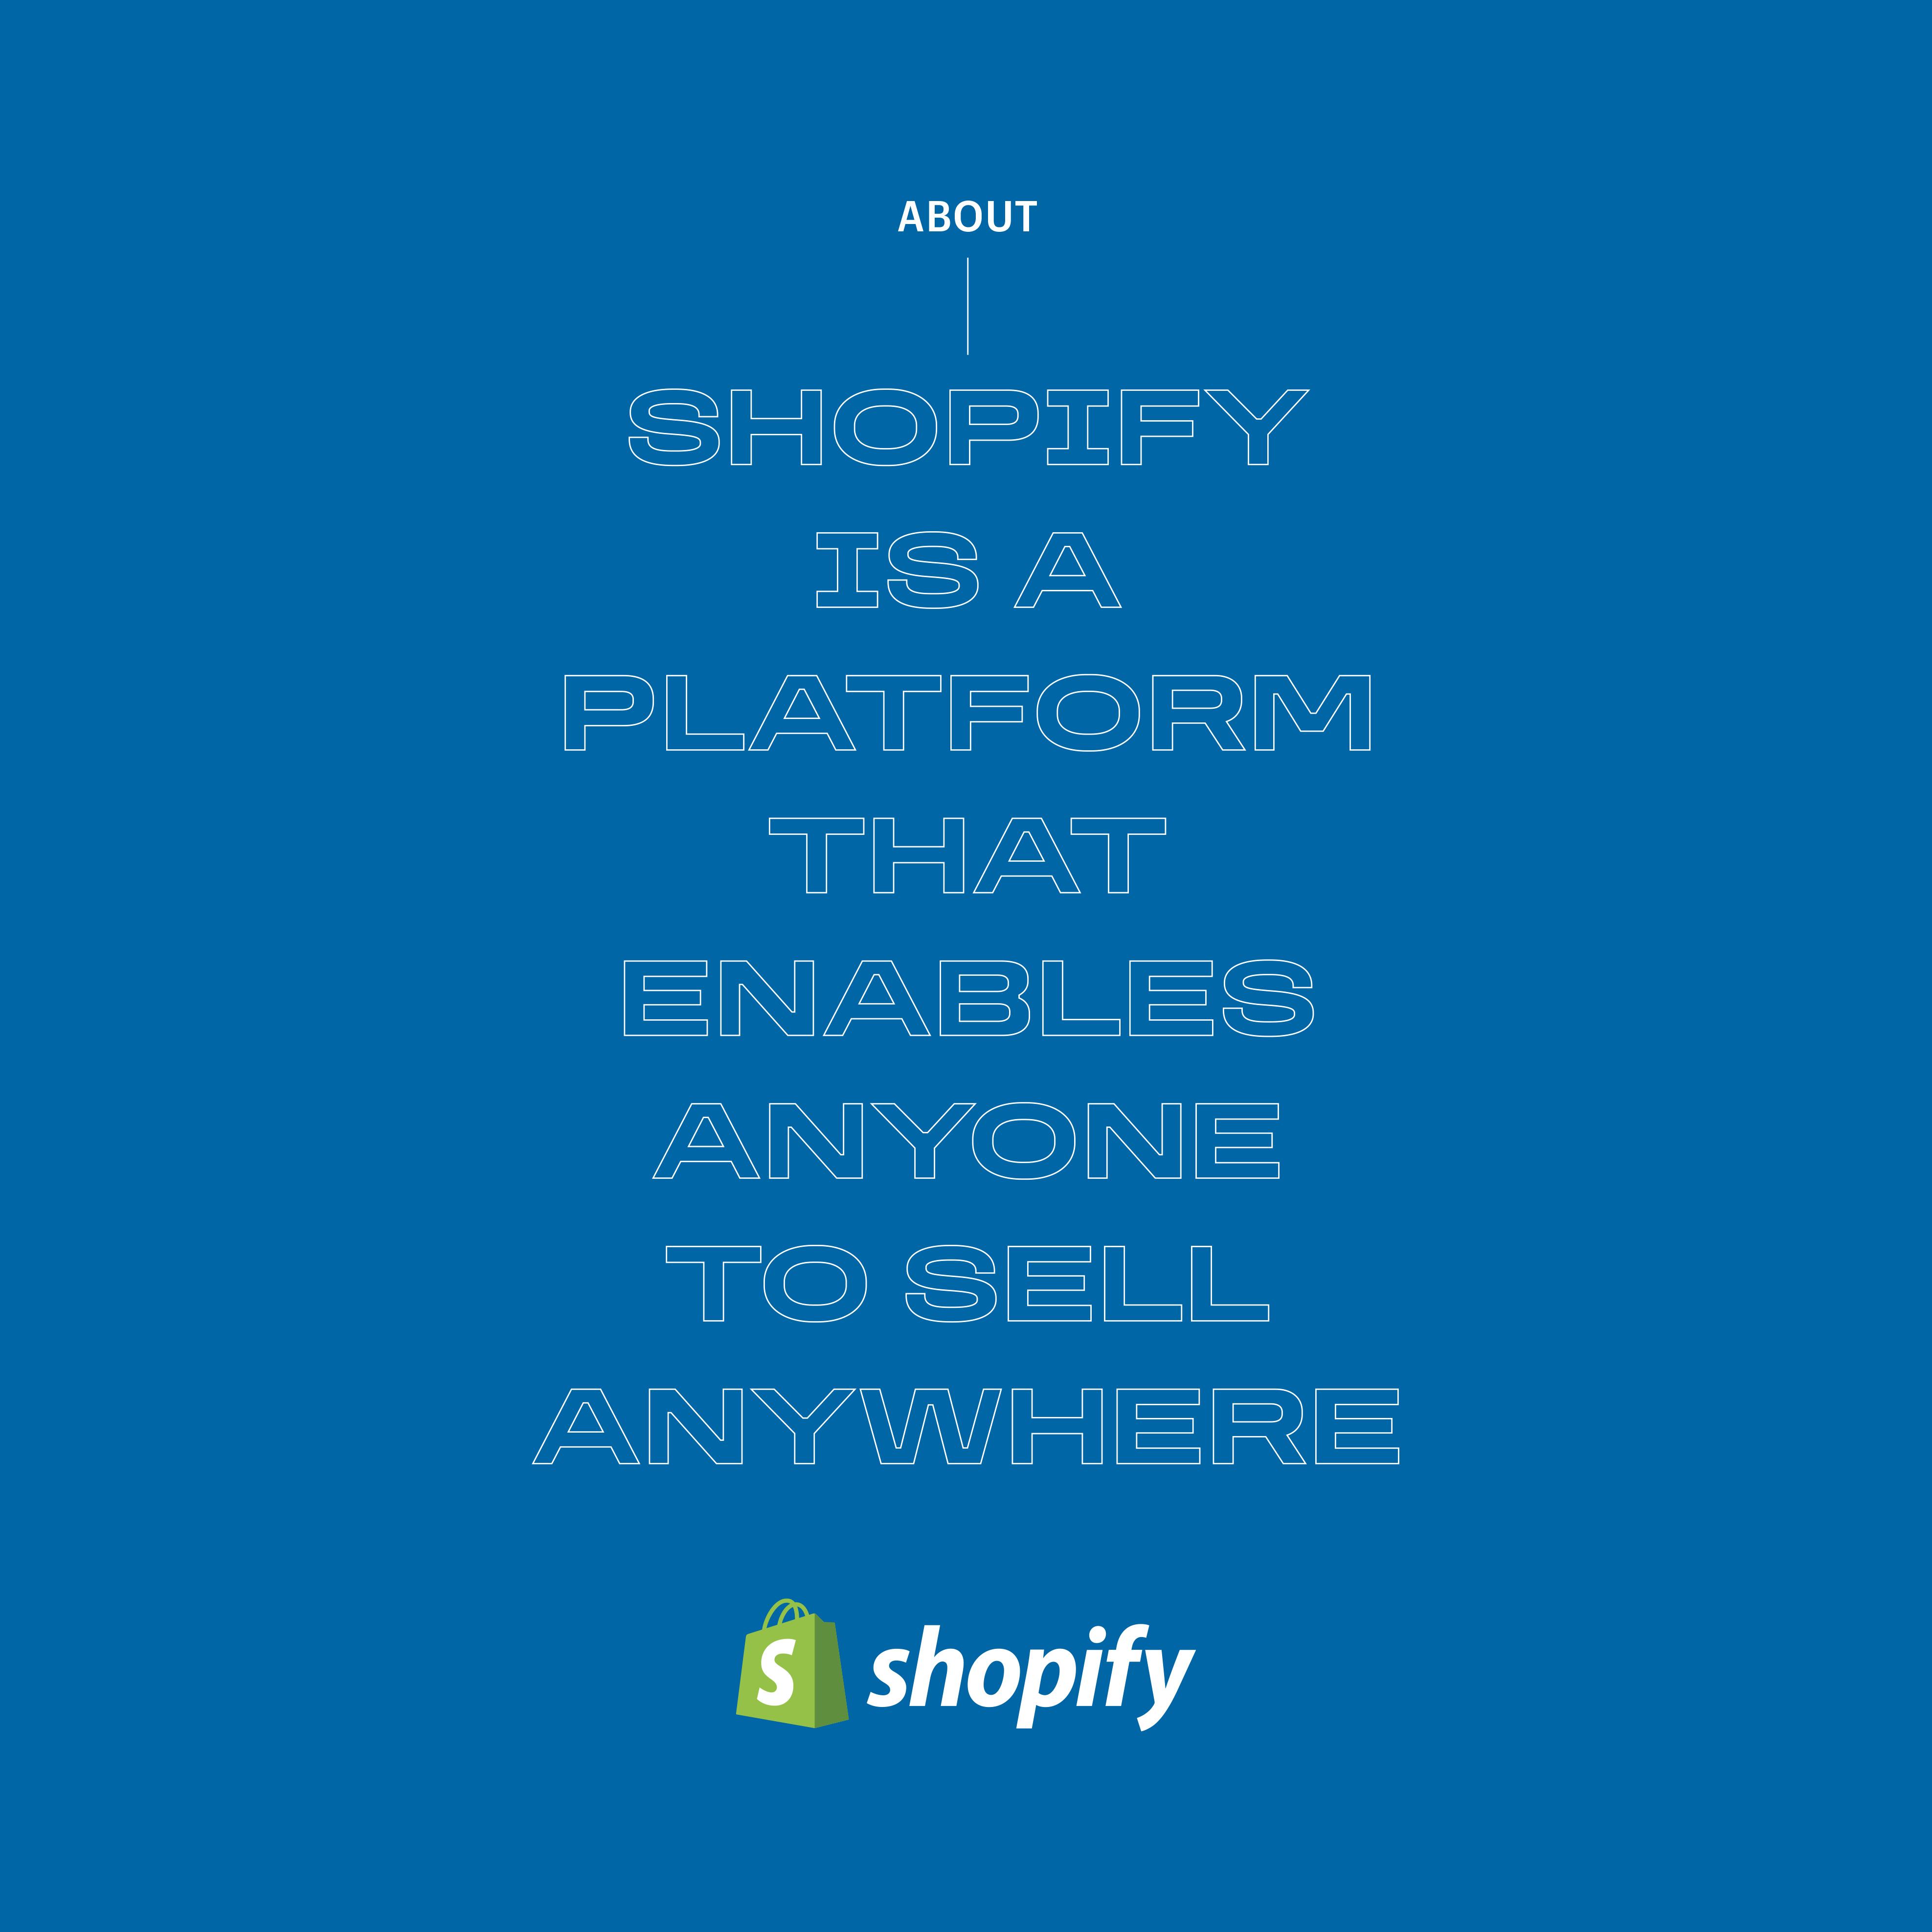 ABOUT
SHOPIFY
IS A
PLATFORM
THAT
ENABLES
ANYONE
TO SELL
ANYWHERE
S shopify